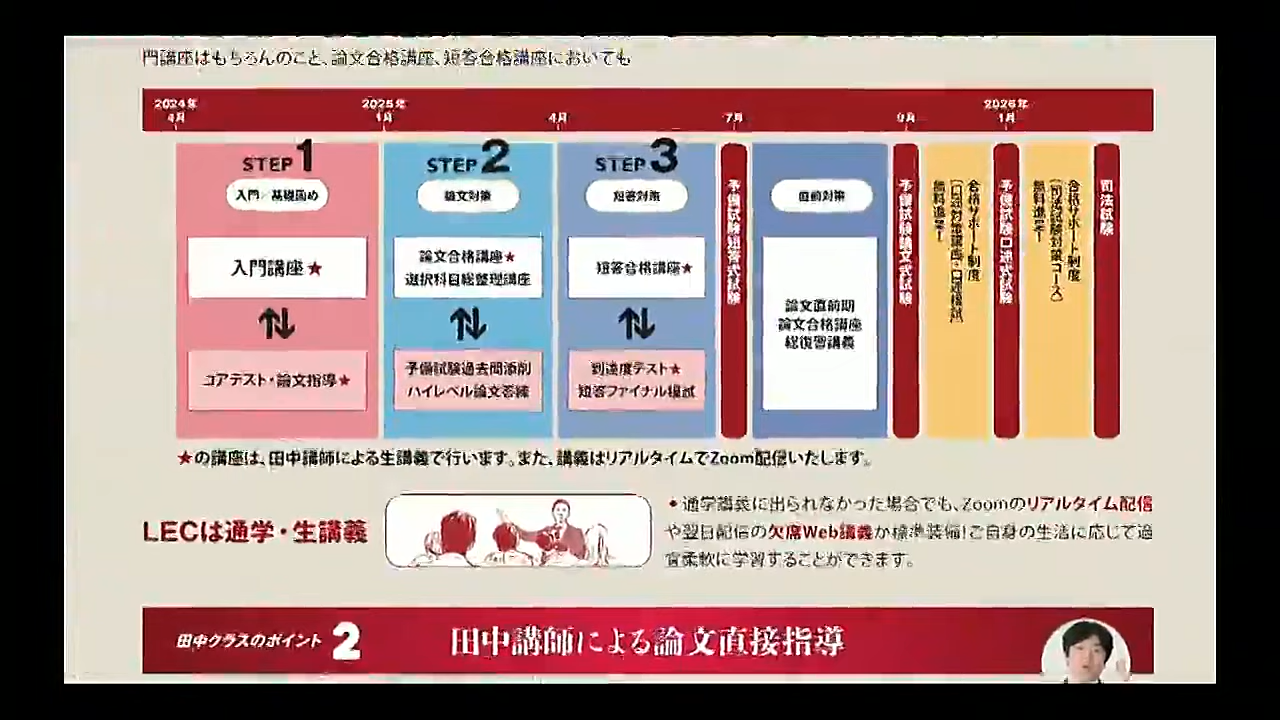 門講座はもちろんのこと、論文合格講座、短答合格講座においても
2024年
4月
2025年
1月
4月
7月
9月
2026年
1月
STEP 1
入門/基礎固め
入門講座★
コアテスト・論文指導★
STEP 2
論文対策
論文合格講座★
選択科目総整理講座
予備試験過去問添削
ハイレベル論文答練
STEP 3
短答対策
短答合格講座★
到達度テスト★
短答ファイナル模試
予備試験短答式試験
直前対策
論文直前期
論文合格講座
総復習講義
予備試験論文式試験
合格サポート制度
(口述対策講座・口述模試)
無料進呈!
予備試験口述式試験
合格サポート制度
(司法試験対策コース)
無料進呈!
司法試験
★の講座は、田中講師による生講義で行います。また、講義はリアルタイムでZoom配信いたします。
LECは通学・生講義
●通学講義に出られなかった場合でも、Zoomのリアルタイム配信
や翌日配信の欠席Web講義が標準装備!ご自身の生活に応じて適
宜柔軟に学習することができます。
田中クラスのポイント 2
田中講師による論文直接指導